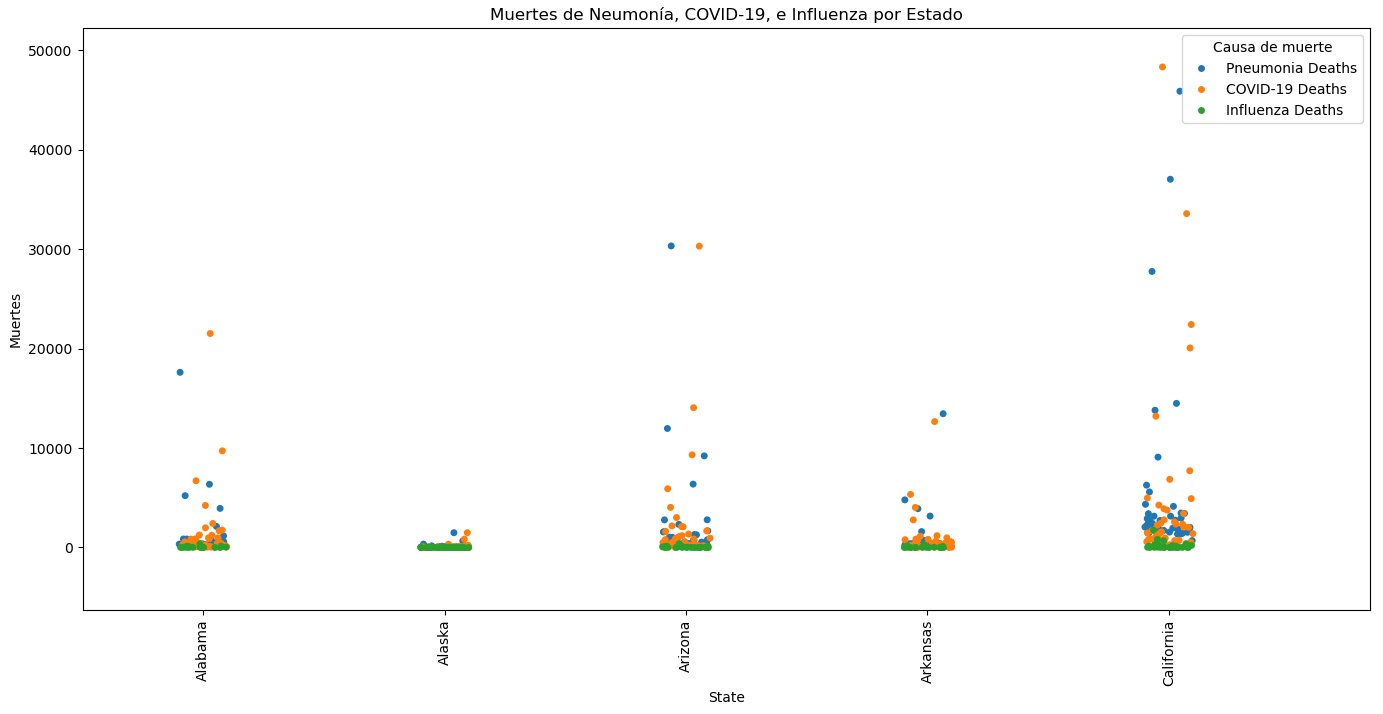 Muertes de Neumonía, COVID-19, e Influenza por Estado
Causa de muerte
Pneumonia Deaths
COVID-19 Deaths
Influenza Deaths
Muertes
50000
40000
30000
20000
10000
0
Alabama
Alaska
Arizona
Arkansas
California
State